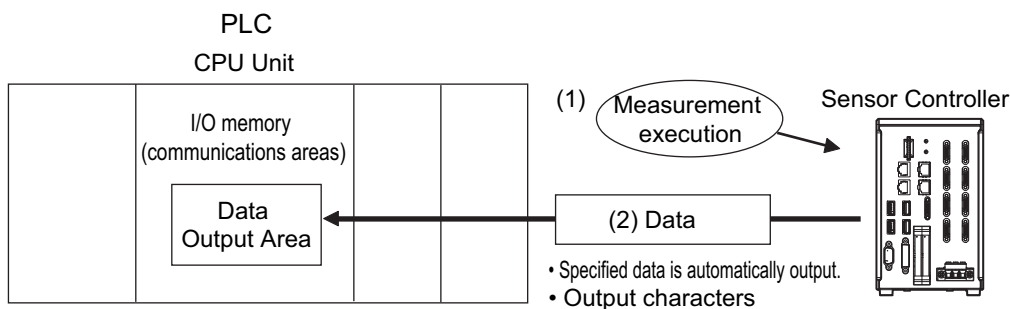 PLC
CPU Unit
I/O memory
(communications areas)
Data
Output Area
(1)
Measurement
execution
Sensor Controller
(2) Data
• Specified data is automatically output.
• Output characters